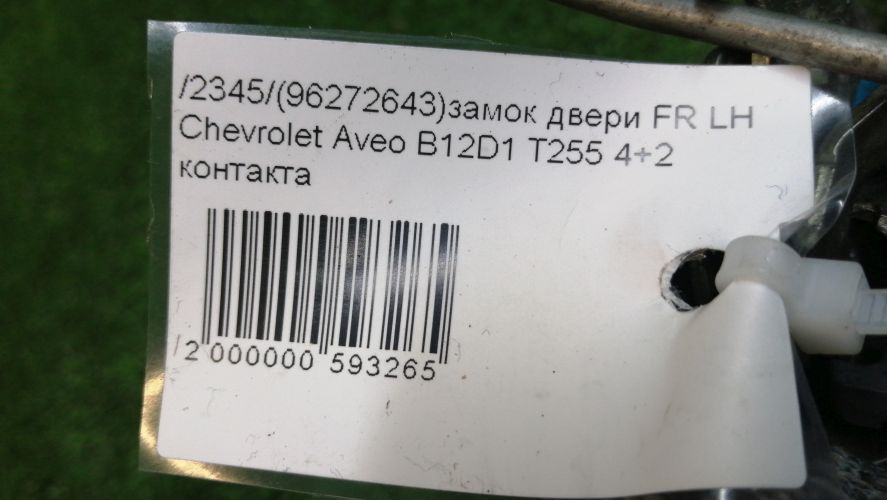 /2345/(96272643)замок двери FR LH
Chevrolet Aveo B12D1 T255 4+2
контакта
/2 000000 593265